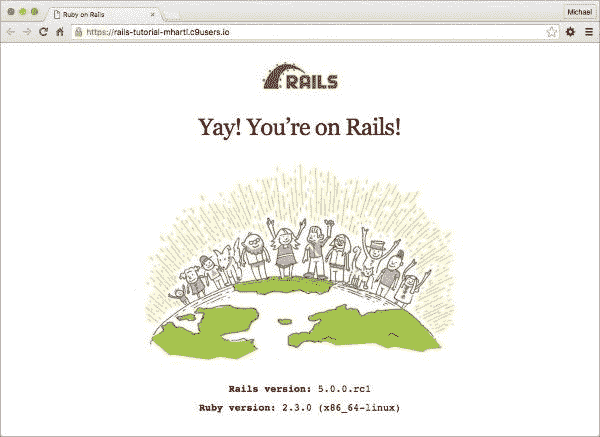 Ruby on Rails
Michael
https://rails-tutorial-mhartl.c9users.io
RAILS
Yay! You’re on Rails!
Rails version: 5.0.0.rc1
Ruby version: 2.3.0 (x86_64-linux)